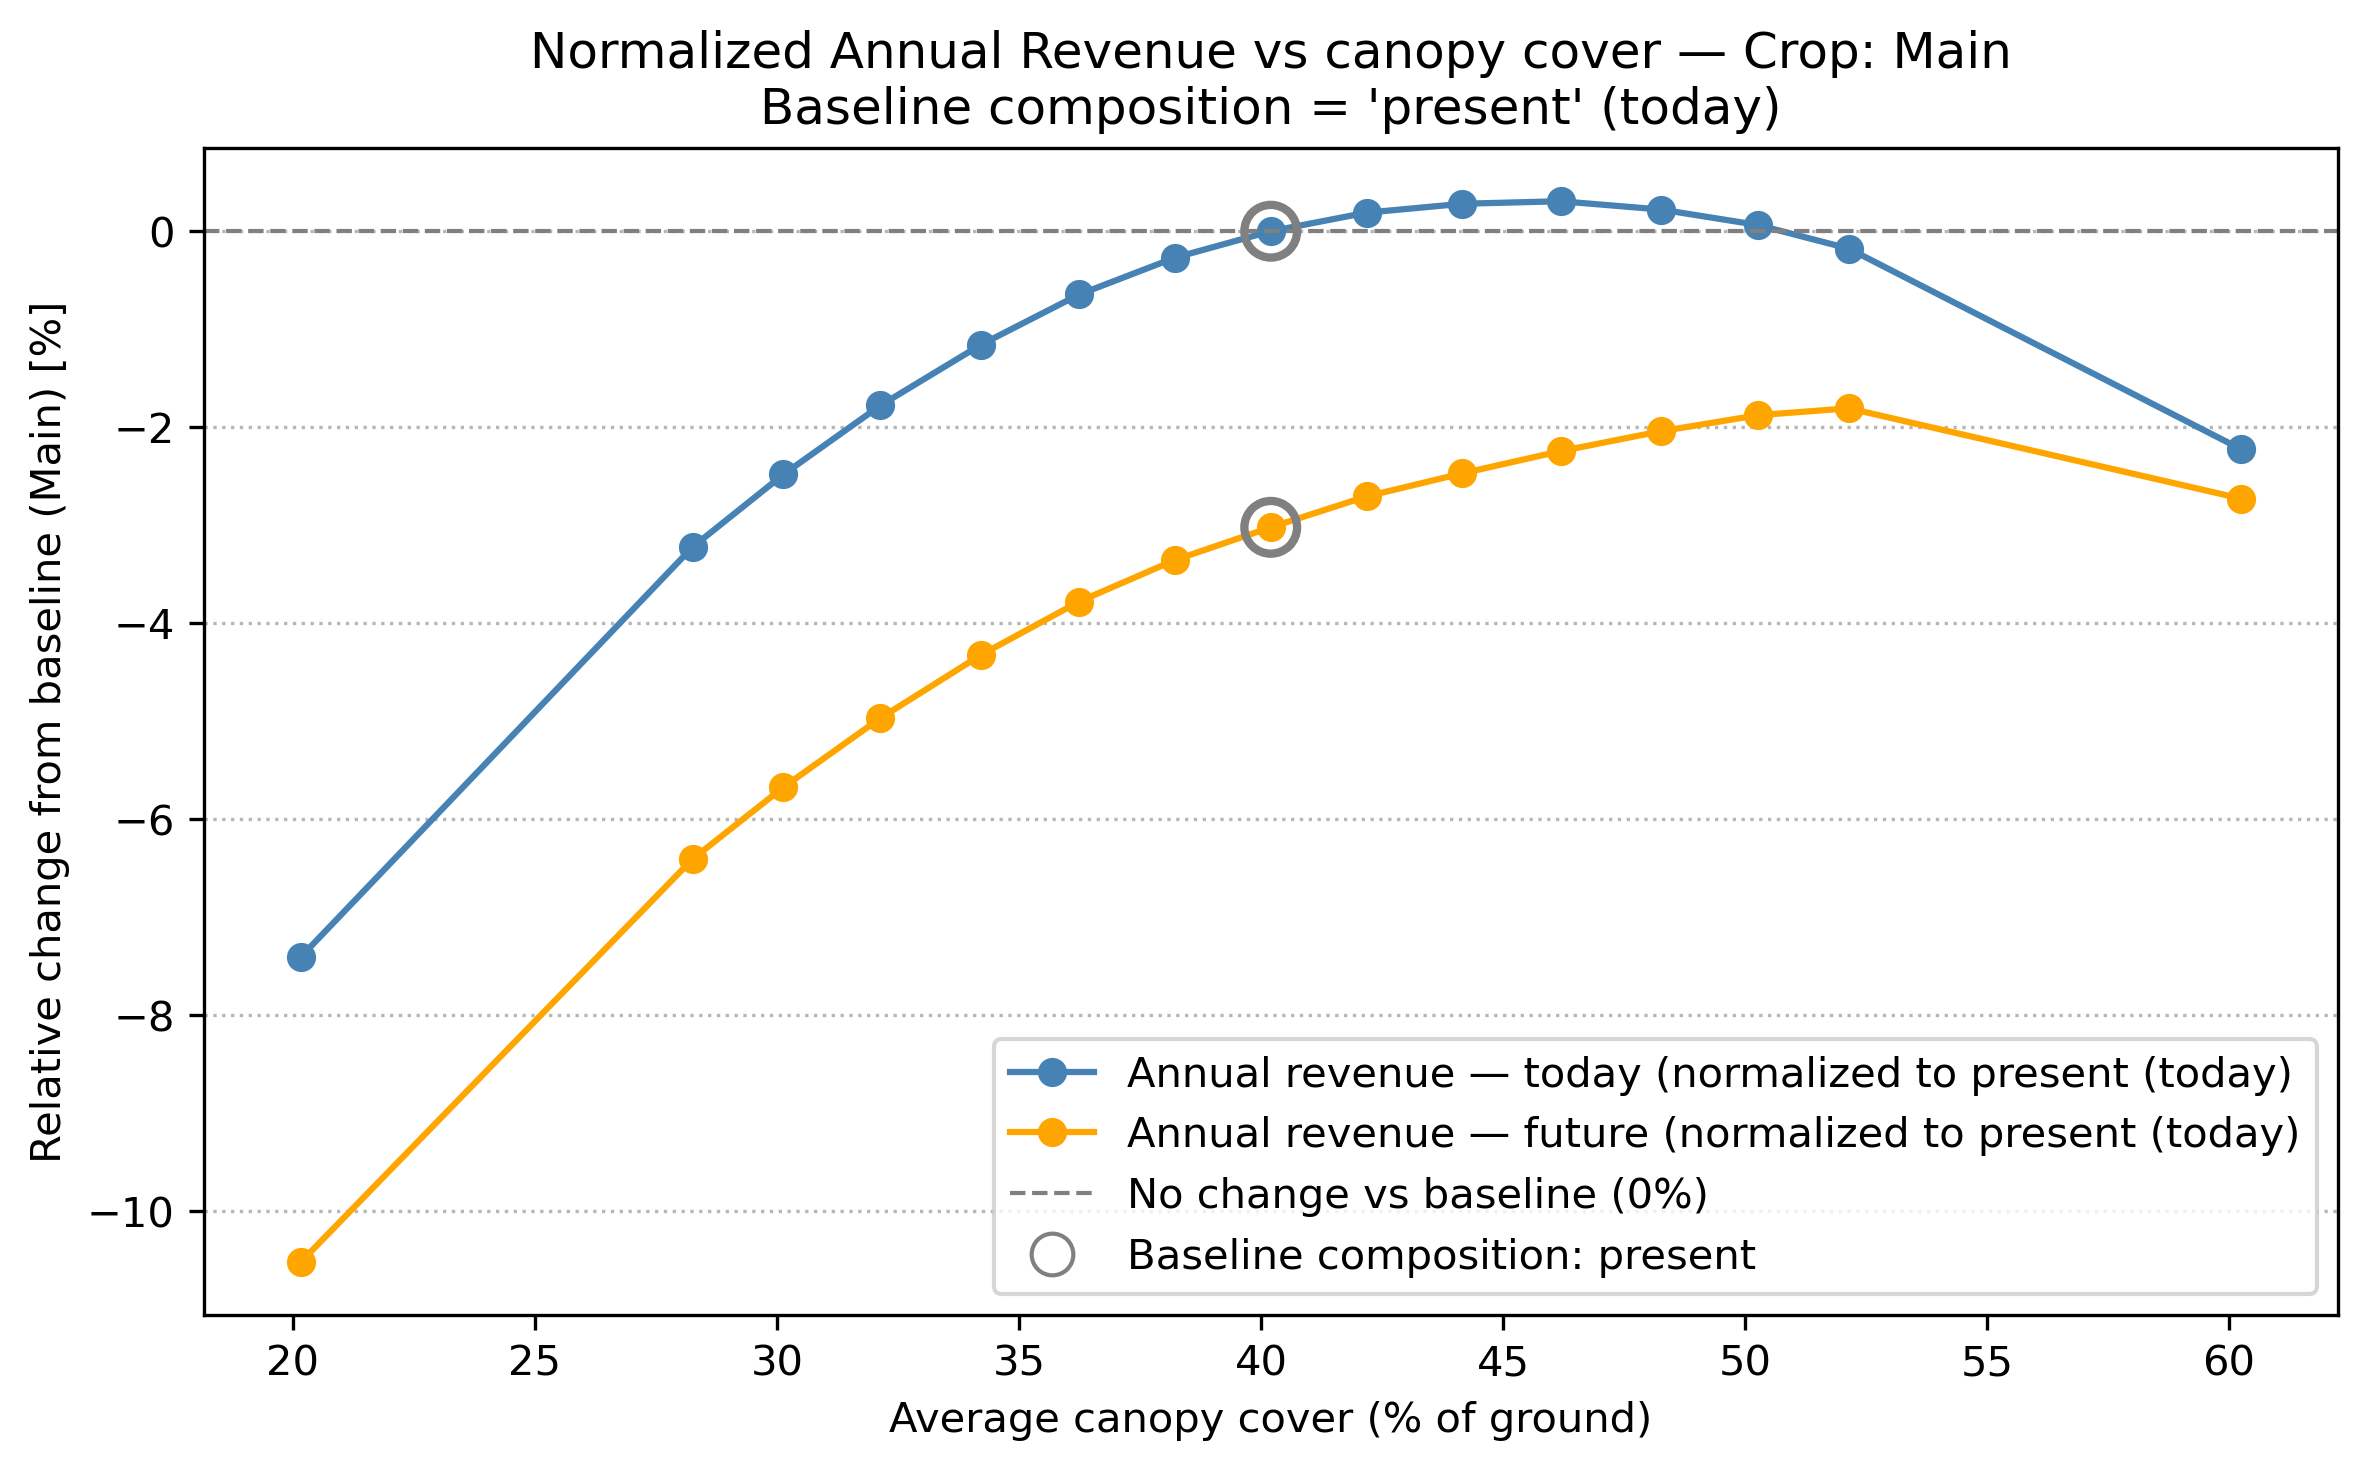 Normalized Annual Revenue vs canopy cover — Crop: Main
Baseline composition = 'present' (today)
Relative change from baseline (Main) [%]
0
−2
−4
−6
−8
−10
Annual revenue — today (normalized to present (today)
Annual revenue — future (normalized to present (today)
No change vs baseline (0%)
Baseline composition: present
20 25 30 35 40 45 50 55 60
Average canopy cover (% of ground)